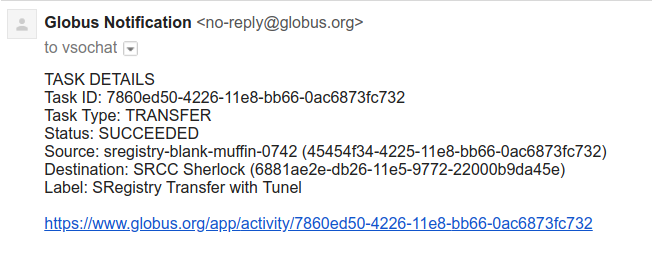 Globus Notification <no-reply@globus.org>
to vsochat
TASK DETAILS
Task ID: 7860ed50-4226-11e8-bb66-0ac6873fc732
Task Type: TRANSFER
Status: SUCCEEDED
Source: sregistry-blank-muffin-0742 (45454f34-4225-11e8-bb66-0ac6873fc732)
Destination: SRCC Sherlock (6881ae2e-db26-11e5-9772-22000b9da45e)
Label: SRegistry Transfer with Tunel
https://www.globus.org/app/activity/7860ed50-4226-11e8-bb66-0ac6873fc732